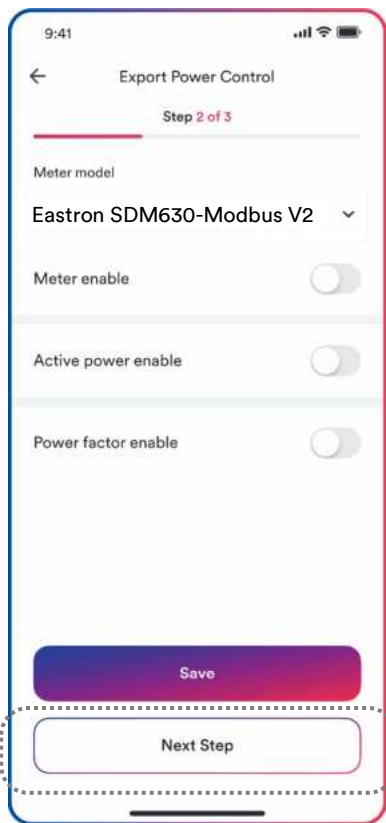 9:41
Export Power Control
Step 2 of 3
Meter model
Eastron SDM630-Modbus V2
Meter enable
Active power enable
Power factor enable
Save
Next Step